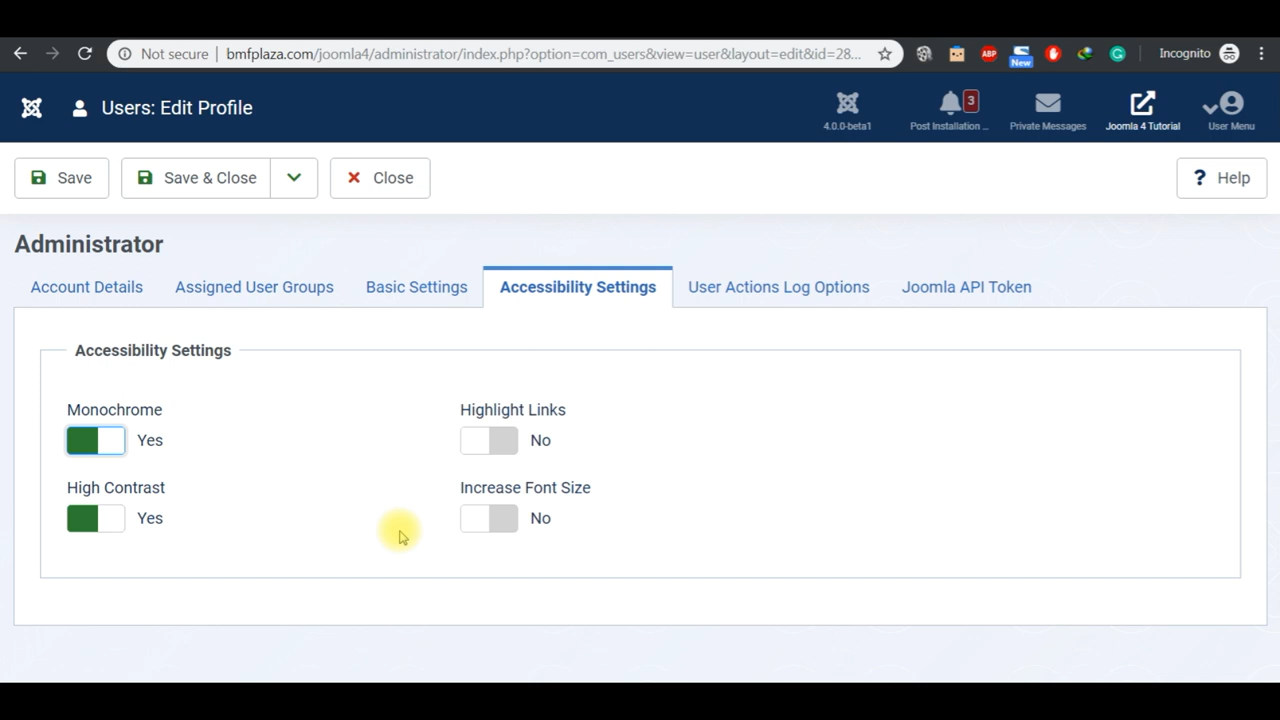 Not secure
bmfplaza.com/joomla4/administrator/index.php?option=com_users&view=user&layout=edit&id=28...
ABP
New
Incognito
Users: Edit Profile
4.0.0-beta1
3
Post Installation ...
Private Messages
Joomla 4 Tutorial
User Menu
Save
Save & Close
Close
? Help
Administrator
Account Details
Assigned User Groups
Basic Settings
Accessibility Settings
User Actions Log Options
Joomla API Token
Accessibility Settings
Monochrome
Yes
Highlight Links
No
High Contrast
Yes
Increase Font Size
No